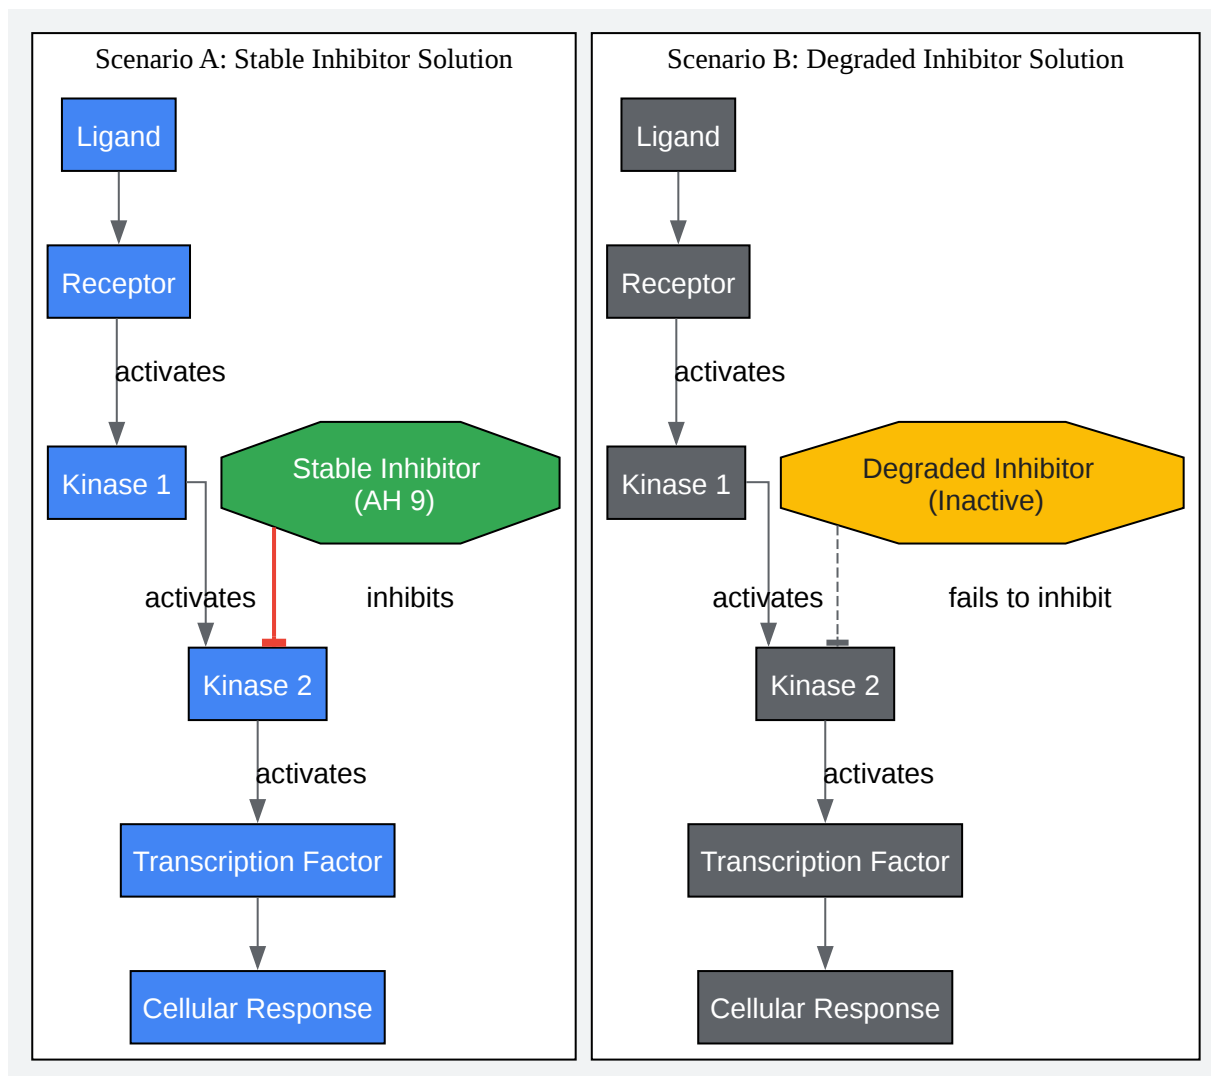 Scenario A: Stable Inhibitor Solution
Ligand
Receptor
activates
Kinase 1
Stable Inhibitor
(AH 9)
activates
inhibits
Kinase 2
activates
Transcription Factor
Cellular Response
Scenario B: Degraded Inhibitor Solution
Ligand
Receptor
activates
Kinase 1
Degraded Inhibitor
(Inactive)
activates
fails to inhibit
Kinase 2
activates
Transcription Factor
Cellular Response